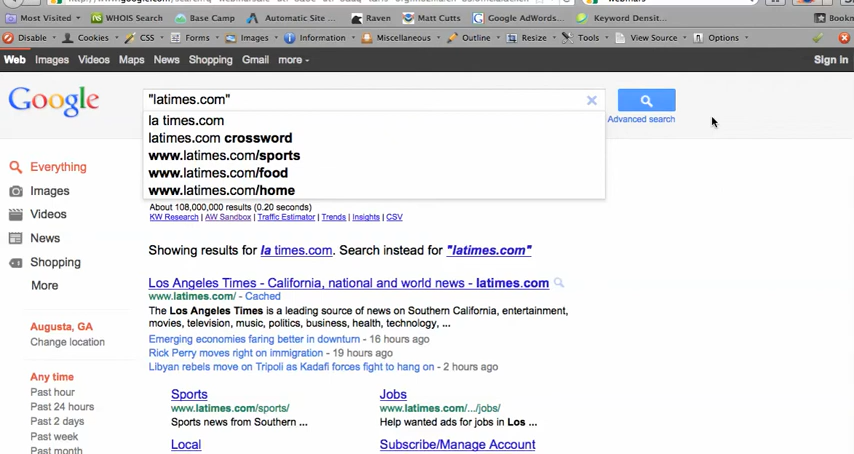 Most Visited WHOIS Search Base Camp Automatic Site ... Raven Matt Cutts Google AdWords... Keyword Densit... Bookm
Disable Cookies CSS Forms Images Information Miscellaneous Outline Resize Tools View Source Options
Web Images Videos Maps News Shopping Gmail more Sign in
Google
"latimes.com"
Advanced search
la times.com
latimes.com crossword
www.latimes.com/sports
www.latimes.com/food
www.latimes.com/home
About 108,000,000 results (0.20 seconds)
KW Research | AW Sandbox | Traffic Estimator | Trends | Insights | CSV
Everything
Images
Videos
News
Shopping
More
Augusta, GA
Change location
Any time
Past hour
Past 24 hours
Past 2 days
Past week
Past month
Showing results for la times.com. Search instead for "latimes.com"
Los Angeles Times - California, national and world news - latimes.com
www.latimes.com/ - Cached
The Los Angeles Times is a leading source of news on Southern California, entertainment,
movies, television, music, politics, business, health, technology, ...
Emerging economies faring better in downturn - 16 hours ago
Rick Perry moves right on immigration - 19 hours ago
Libyan rebels move on Tripoli as Kadafi forces fight to hang on - 2 hours ago
Sports
www.latimes.com/sports/
Sports news from Southern ...
Local
Jobs
www.latimes.com/.../jobs/
Help wanted ads for jobs in Los ...
Subscribe/Manage Account